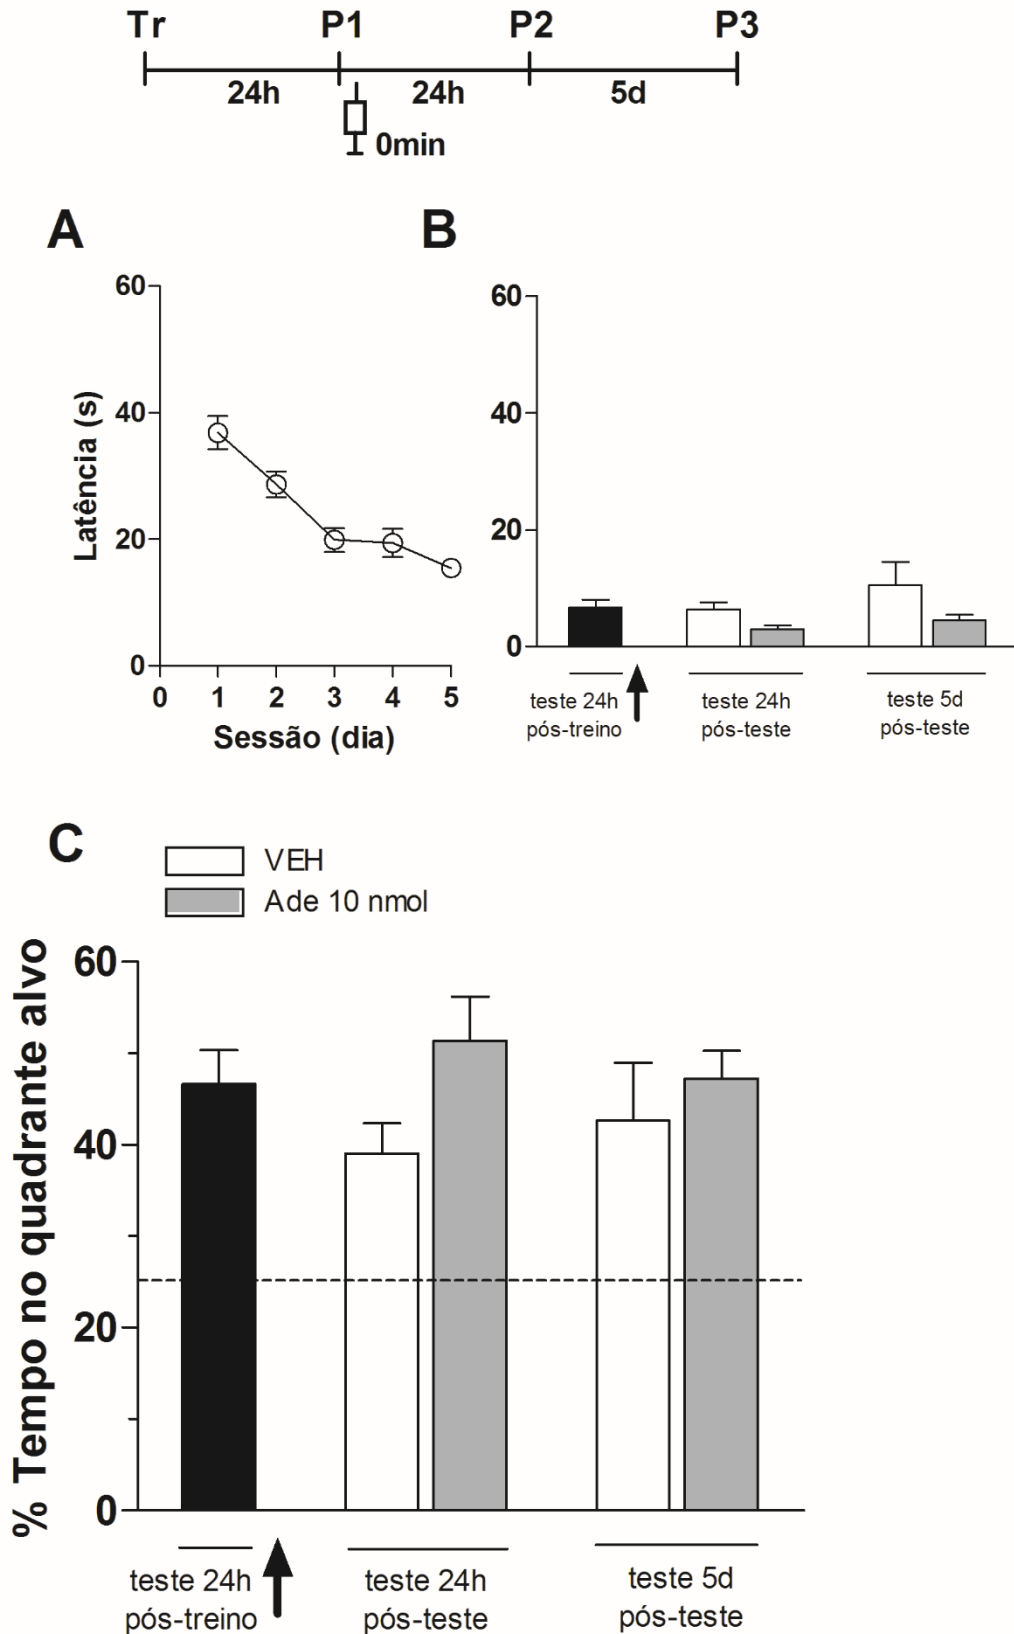 Tr P1 P2 P3
24h 24h 5d
0min
A
60
40
20
0
Latência (s)
0 1 2 3 4 5
Sessão (dia)
B
60
40
20
0
teste 24h
pós-treino
teste 24h
pós-teste
teste 5d
pós-teste
C
VEH
Ade 10 nmol
% Tempo no quadrante alvo
60
40
20
0
teste 24h
pós-treino
teste 24h
pós-teste
teste 5d
pós-teste